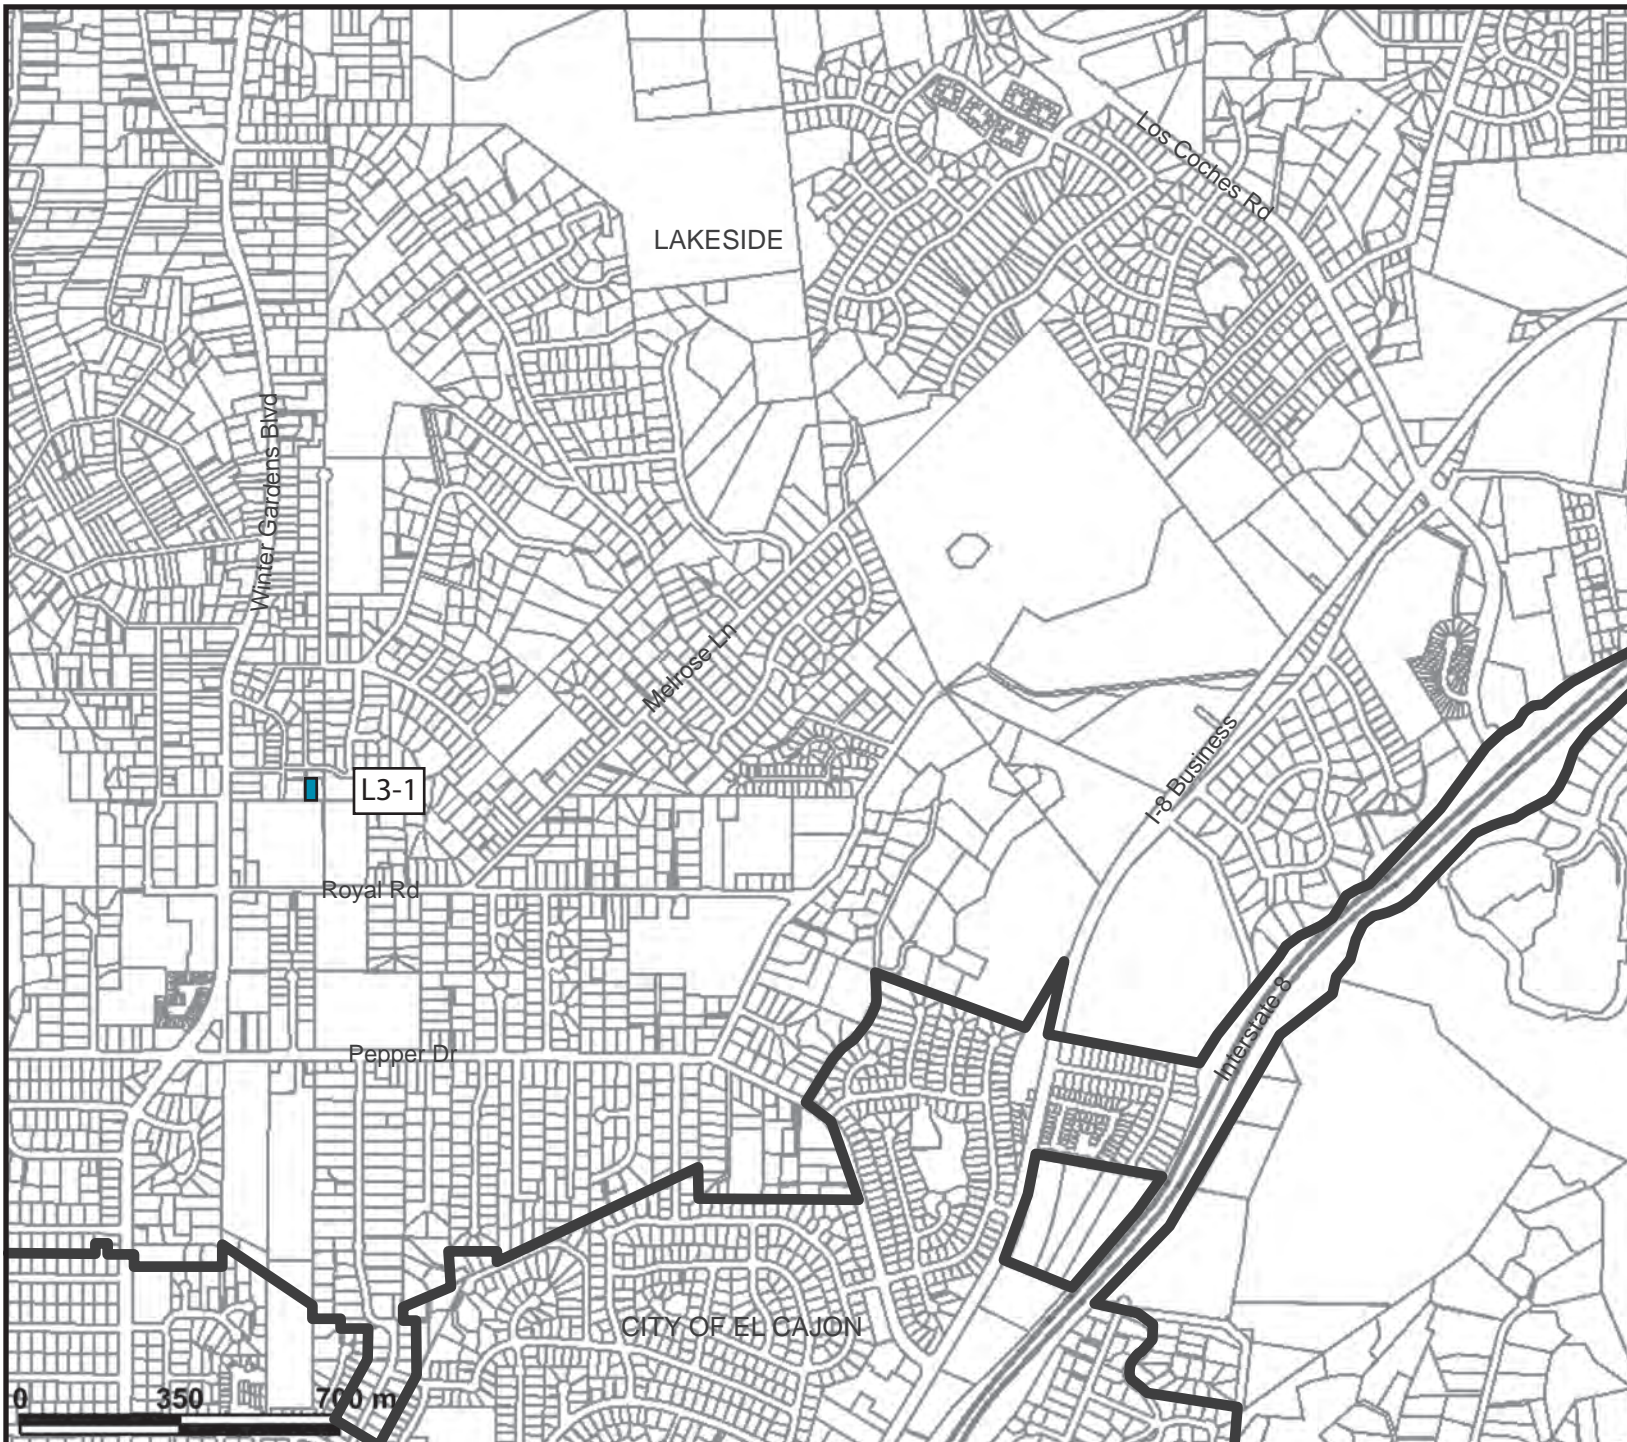 Los Coches Rd
LAKESIDE
Winter Gardens Blvd
Melrose Ln
I-8 Business
L3-1
Royal Rd
Interstate 8
Pepper Dr
CITY OF EL CAJON
0 350 700 m